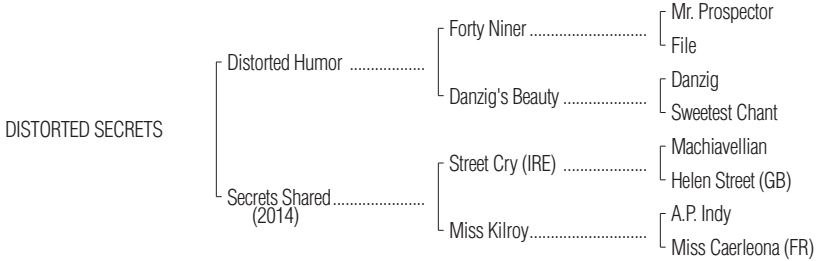 Mr. Prospector
Forty Niner ............................
File
Distorted Humor ..................
Danzig
Danzig's Beauty ....................
Sweetest Chant
DISTORTED SECRETS
Machiavellian
Street Cry (IRE) ....................
Helen Street (GB)
Secrets Shared ......................
(2014)
A.P. Indy
Miss Kilroy ............................
Miss Caerleona (FR)